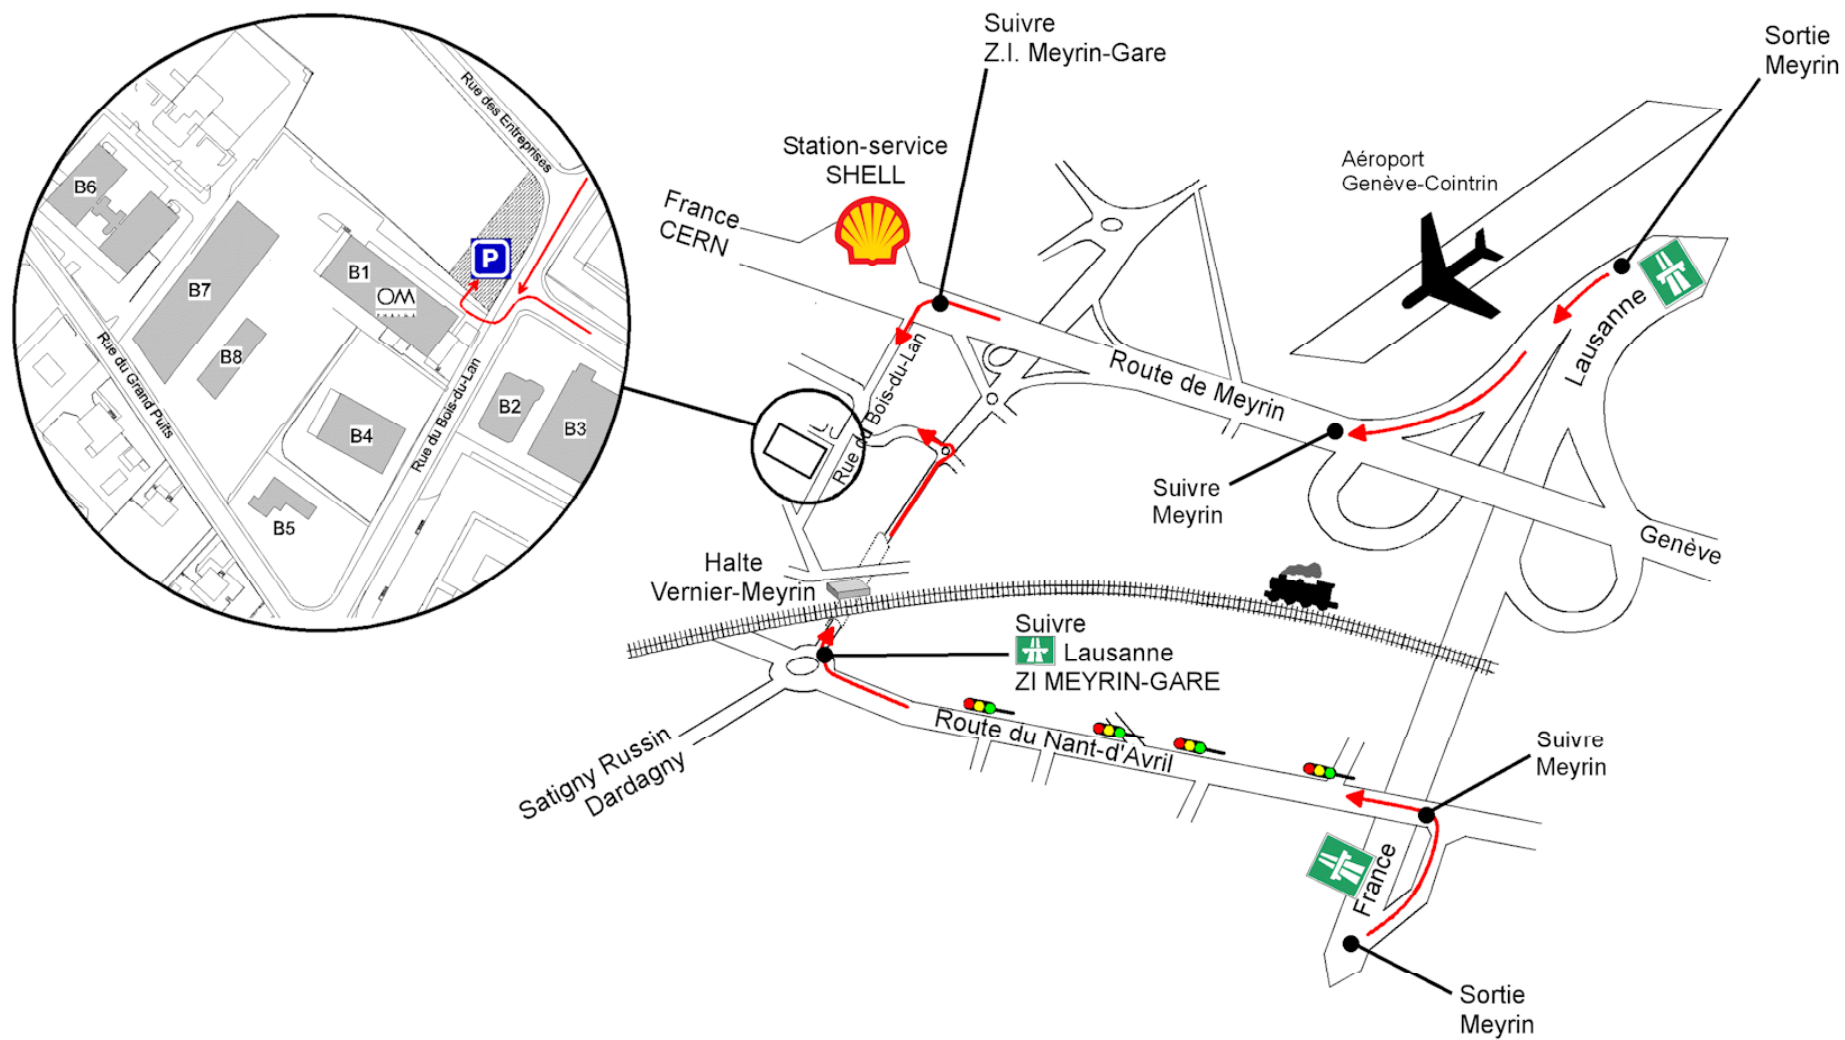 Suivre
Z.I. Meyrin-Gare
Sortie
Meyrin
Station-service
SHELL
Aéroport
Genève-Cointrin
France
CERN
Rue des Entreprises
B6
P
B1
OM
B7
B8
Rue du Grand Puits
Rue du Bois-du-Lan
B2
B3
B4
B5
Rue du Bois-du-Lan
Route de Meyrin
Lausanne
Suivre
Meyrin
Genève
Halte
Vernier-Meyrin
Suivre
Lausanne
ZI MEYRIN-GARE
Route du Nant-d'Avril
Satigny Russin
Dardagny
Suivre
Meyrin
France
Sortie
Meyrin